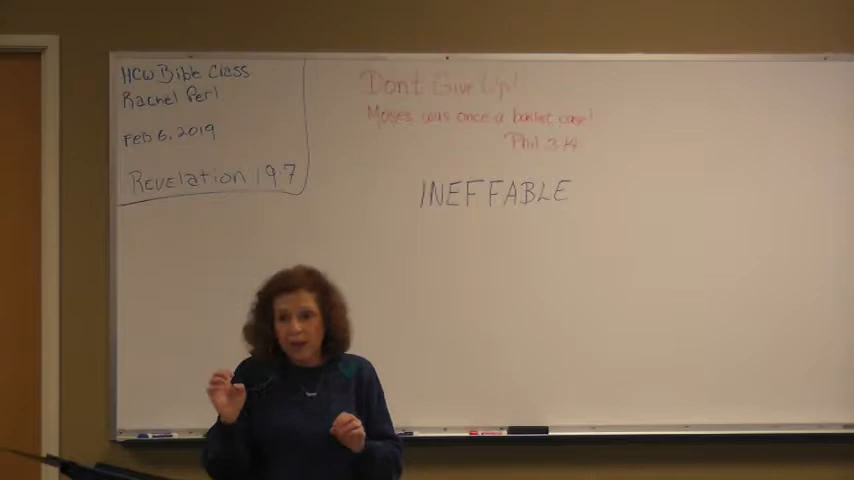 HCW Bible Class
Rachel Perl
Feb 6, 2019
Revelation 19:7
Dont Give Up!
Moses was once a basket case!
Phil 3:14
INEFFABLE